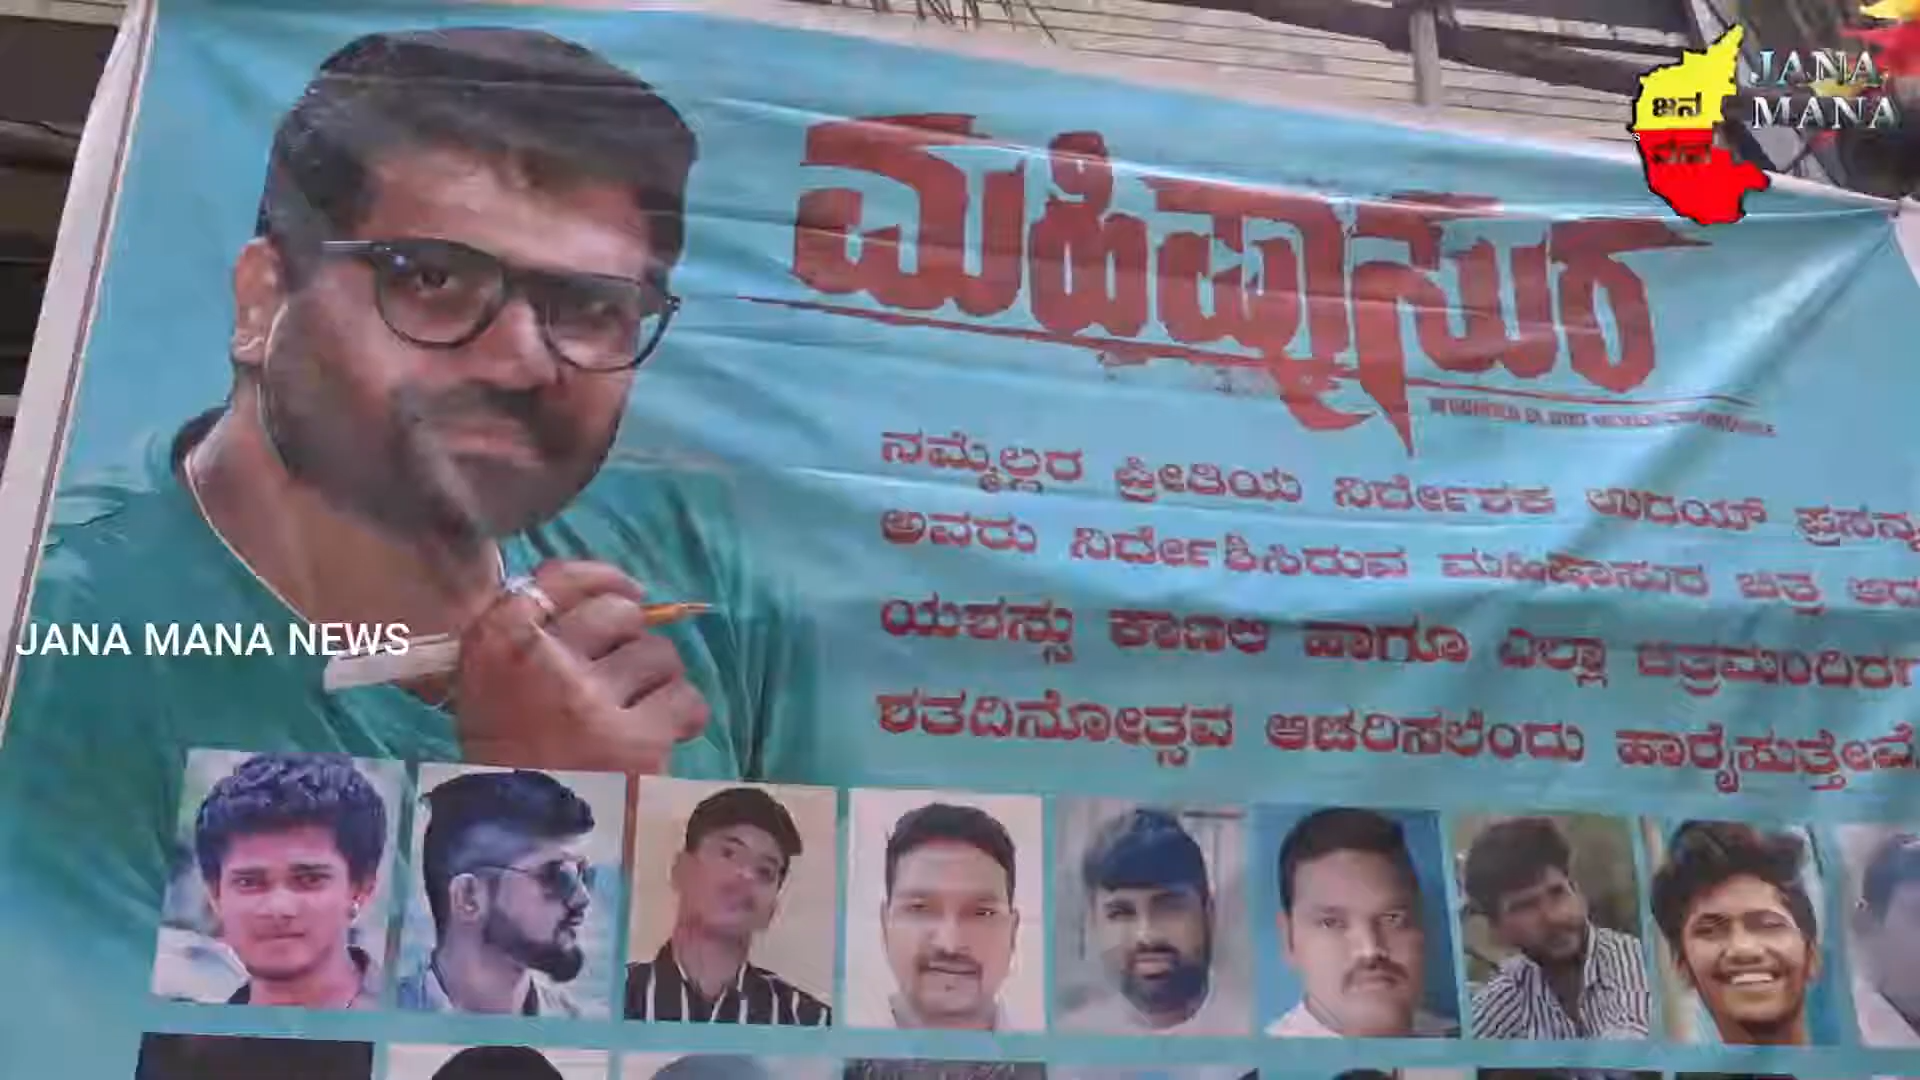 JANA
MANA
ಜನ
ಮನ
ಮಹಿಷಾಸುರ
ನಮ್ಮೆಲ್ಲರ ಪ್ರೀತಿಯ ನಿರ್ದೇಶಕ ಉದಯ್ ಪ್ರಸನ್ನ
ಅವರು ನಿರ್ದೇಶಿಸಿರುವ ಮಹಿಷಾಸುರ ಚಿತ್ರ
ಯಶಸ್ಸು ಕಾಣಲಿ ಹಾಗೂ ಎಲ್ಲಾ
ಶತದಿನೋತ್ಸವ ಆಚರಿಸಲೆಂದು ಹಾರೈಸುತ್ತೇವೆ.
JANA MANA NEWS